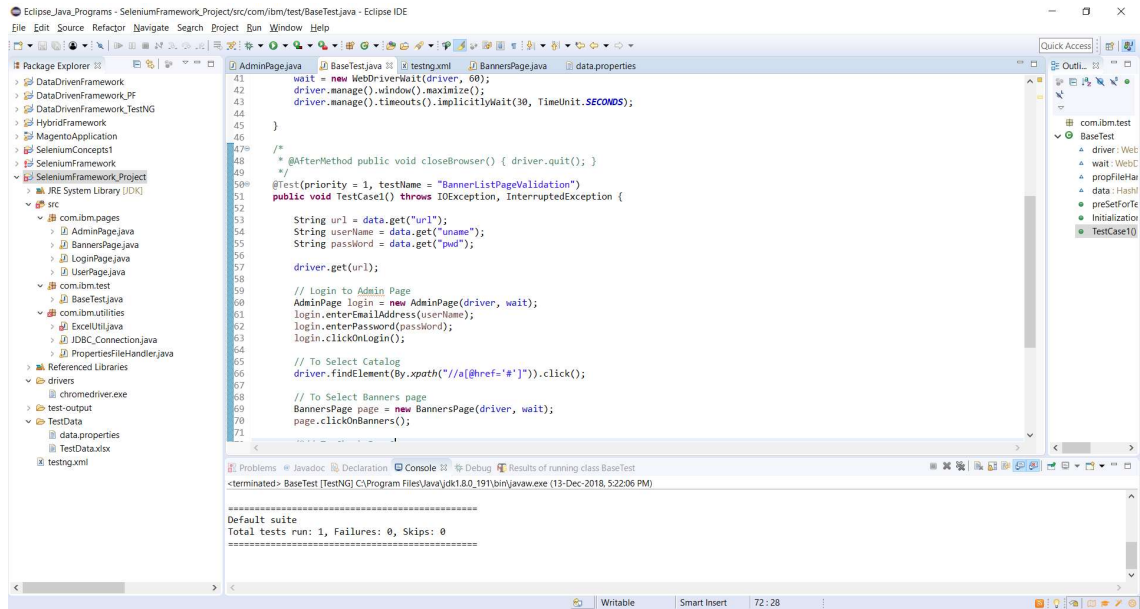 Eclipse_Java_Programs - SeleniumFramework_Project/src/com/ibm/test/BaseTest.java - Eclipse IDE
File Edit Source Refactor Navigate Search Project Run Window Help
Quick Access
Package Explorer
DataDrivenFramework
DataDrivenFramework_PF
DataDrivenFramework_TestNG
HybridFramework
MagentoApplication
SeleniumConcepts1
SeleniumFramework
SeleniumFramework_Project
JRE System Library [JDK]
src
com.ibm.pages
AdminPage.java
BannersPage.java
LoginPage.java
UserPage.java
com.ibm.test
BaseTest.java
com.ibm.utilities
ExcelUtil.java
JDBC_Connection.java
PropertiesFileHandler.java
Referenced Libraries
drivers
chromedriver.exe
test-output
TestData
data.properties
TestData.xlsx
testng.xml
AdminPage.java BaseTest.java testng.xml BannersPage.java data.properties
41 wait = new WebDriverWait(driver, 60);
42 driver.manage().window().maximize();
43 driver.manage().timeouts().implicitlyWait(30, TimeUnit.SECONDS);
44
45 }
46
47 /*
48 * @AfterMethod public void closeBrowser() { driver.quit(); }
49 */
50 @Test(priority = 1, testName = "BannerListPageValidation")
51 public void TestCase1() throws IOException, InterruptedException {
52
53 String url = data.get("url");
54 String userName = data.get("uname");
55 String passWord = data.get("pwd");
56
57 driver.get(url);
58
59 // Login to Admin Page
60 AdminPage login = new AdminPage(driver, wait);
61 login.enterEmailAddress(userName);
62 login.enterPassword(passWord);
63 login.clickOnLogin();
64
65 // To Select Catalog
66 driver.findElement(By.xpath("//a[@href='#']")).click();
67
68 // To Select Banners page
69 BannersPage page = new BannersPage(driver, wait);
70 page.clickOnBanners();
71
Outli...
com.ibm.test
BaseTest
driver : Web
wait : WebD
propFileHar
data : Hash
preSetForTe
Initialization
TestCase1()
Problems Javadoc Declaration Console Debug Results of running class BaseTest
<terminated> BaseTest [TestNG] C:\Program Files\Java\jdk1.8.0_191\bin\javaw.exe (13-Dec-2018, 5:22:06 PM)
===============================================
Default suite
Total tests run: 1, Failures: 0, Skips: 0
===============================================
Writable Smart Insert 72 : 28